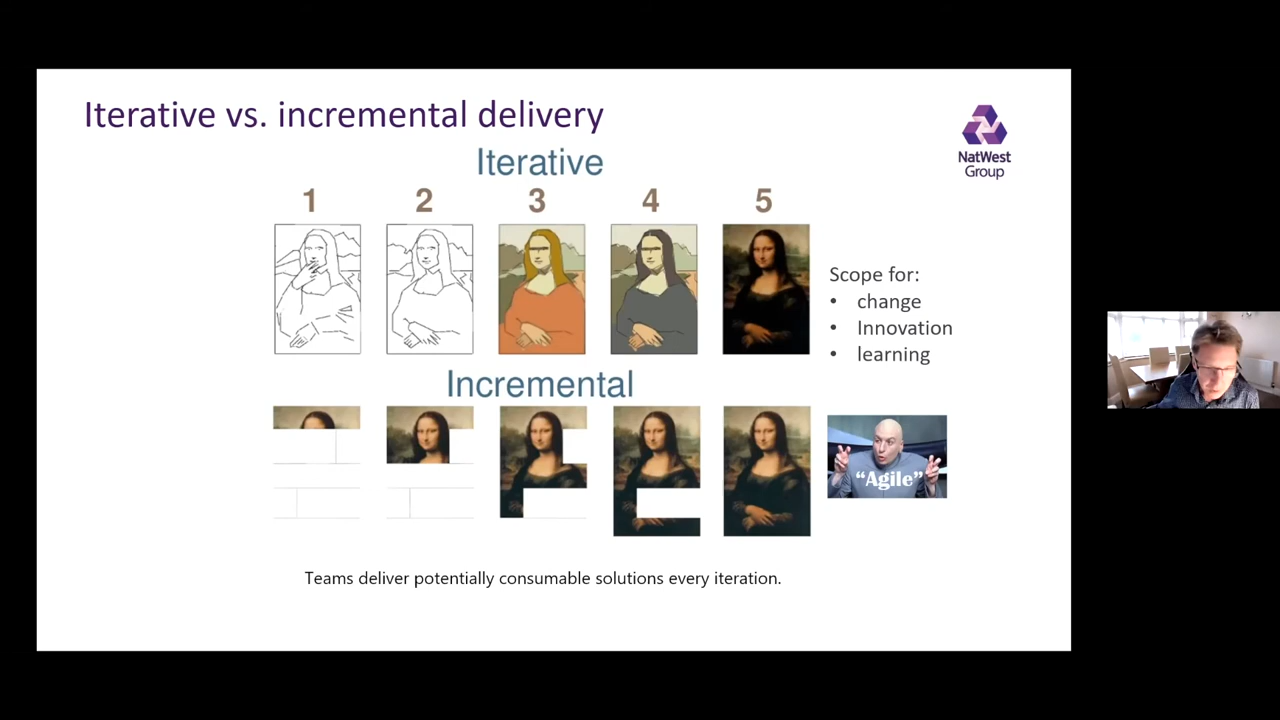 Iterative vs. incremental delivery
NatWest
Group
Iterative
1 2 3 4 5
Scope for:
• change
• Innovation
• learning
Incremental
“Agile”
Teams deliver potentially consumable solutions every iteration.